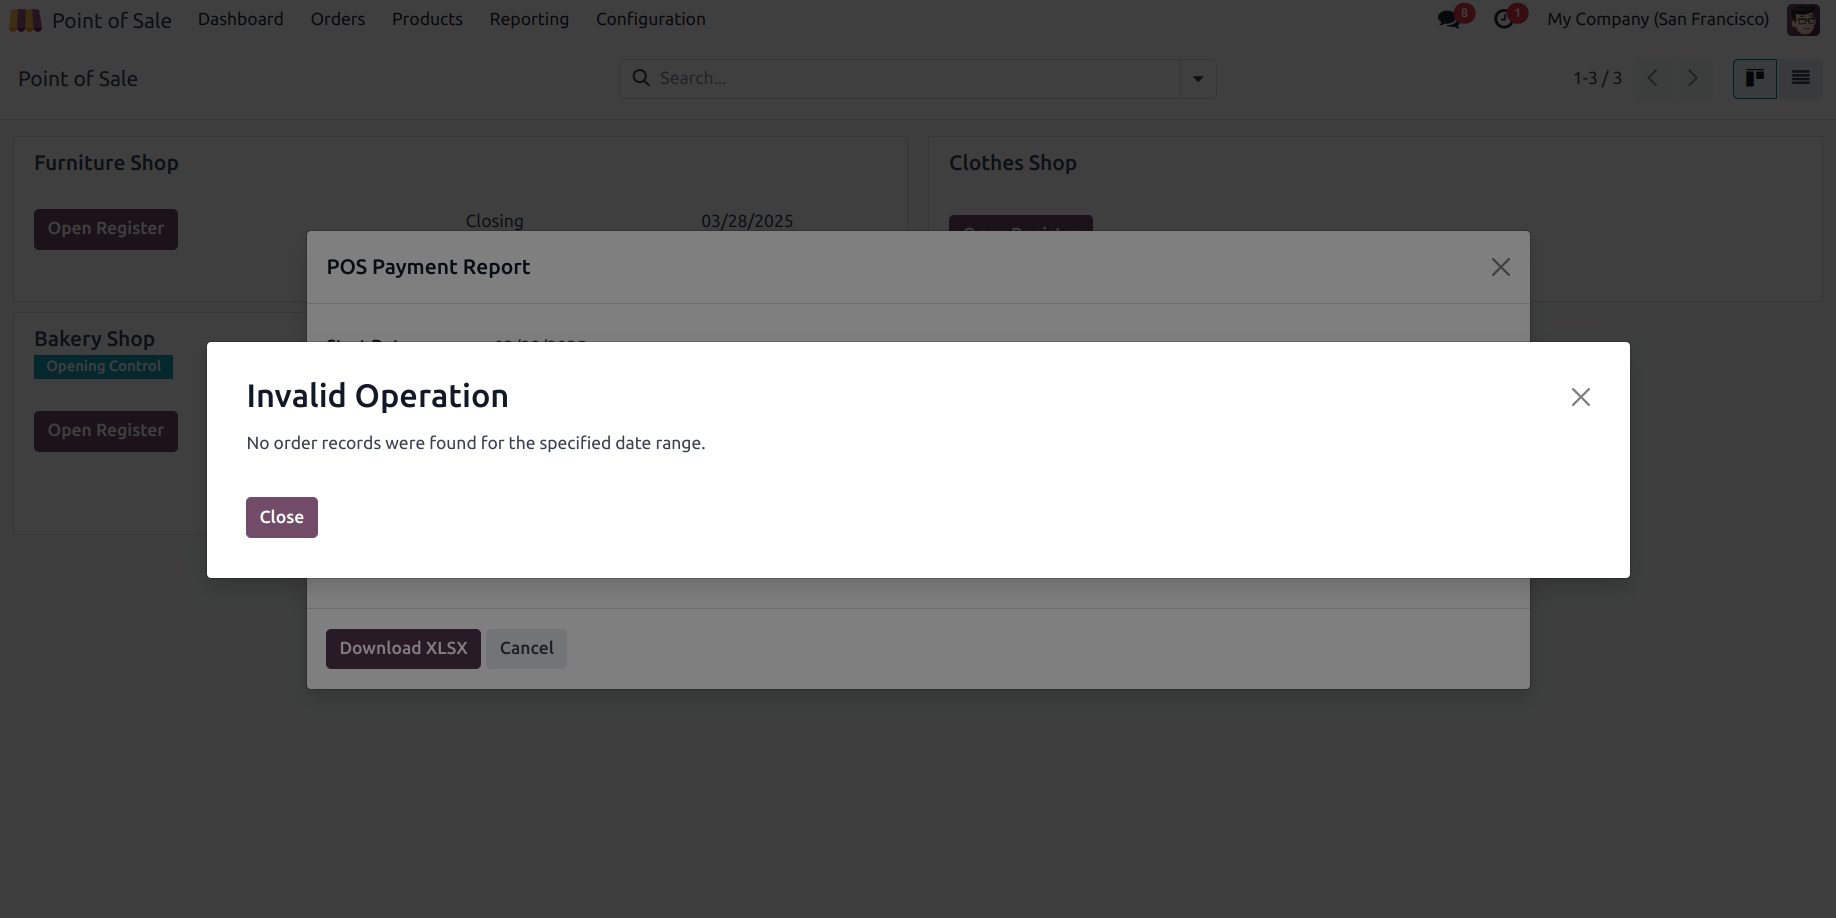 Point of Sale Dashboard Orders Products Reporting Configuration 8 1 My Company (San Francisco)
Point of Sale Search... 1-3 / 3
Furniture Shop Clothes Shop
Open Register Closing 03/28/2025
Open Register
POS Payment Report
Bakery Shop
Opening Control
Invalid Operation
Open Register
No order records were found for the specified date range.
Close
Download XLSX Cancel